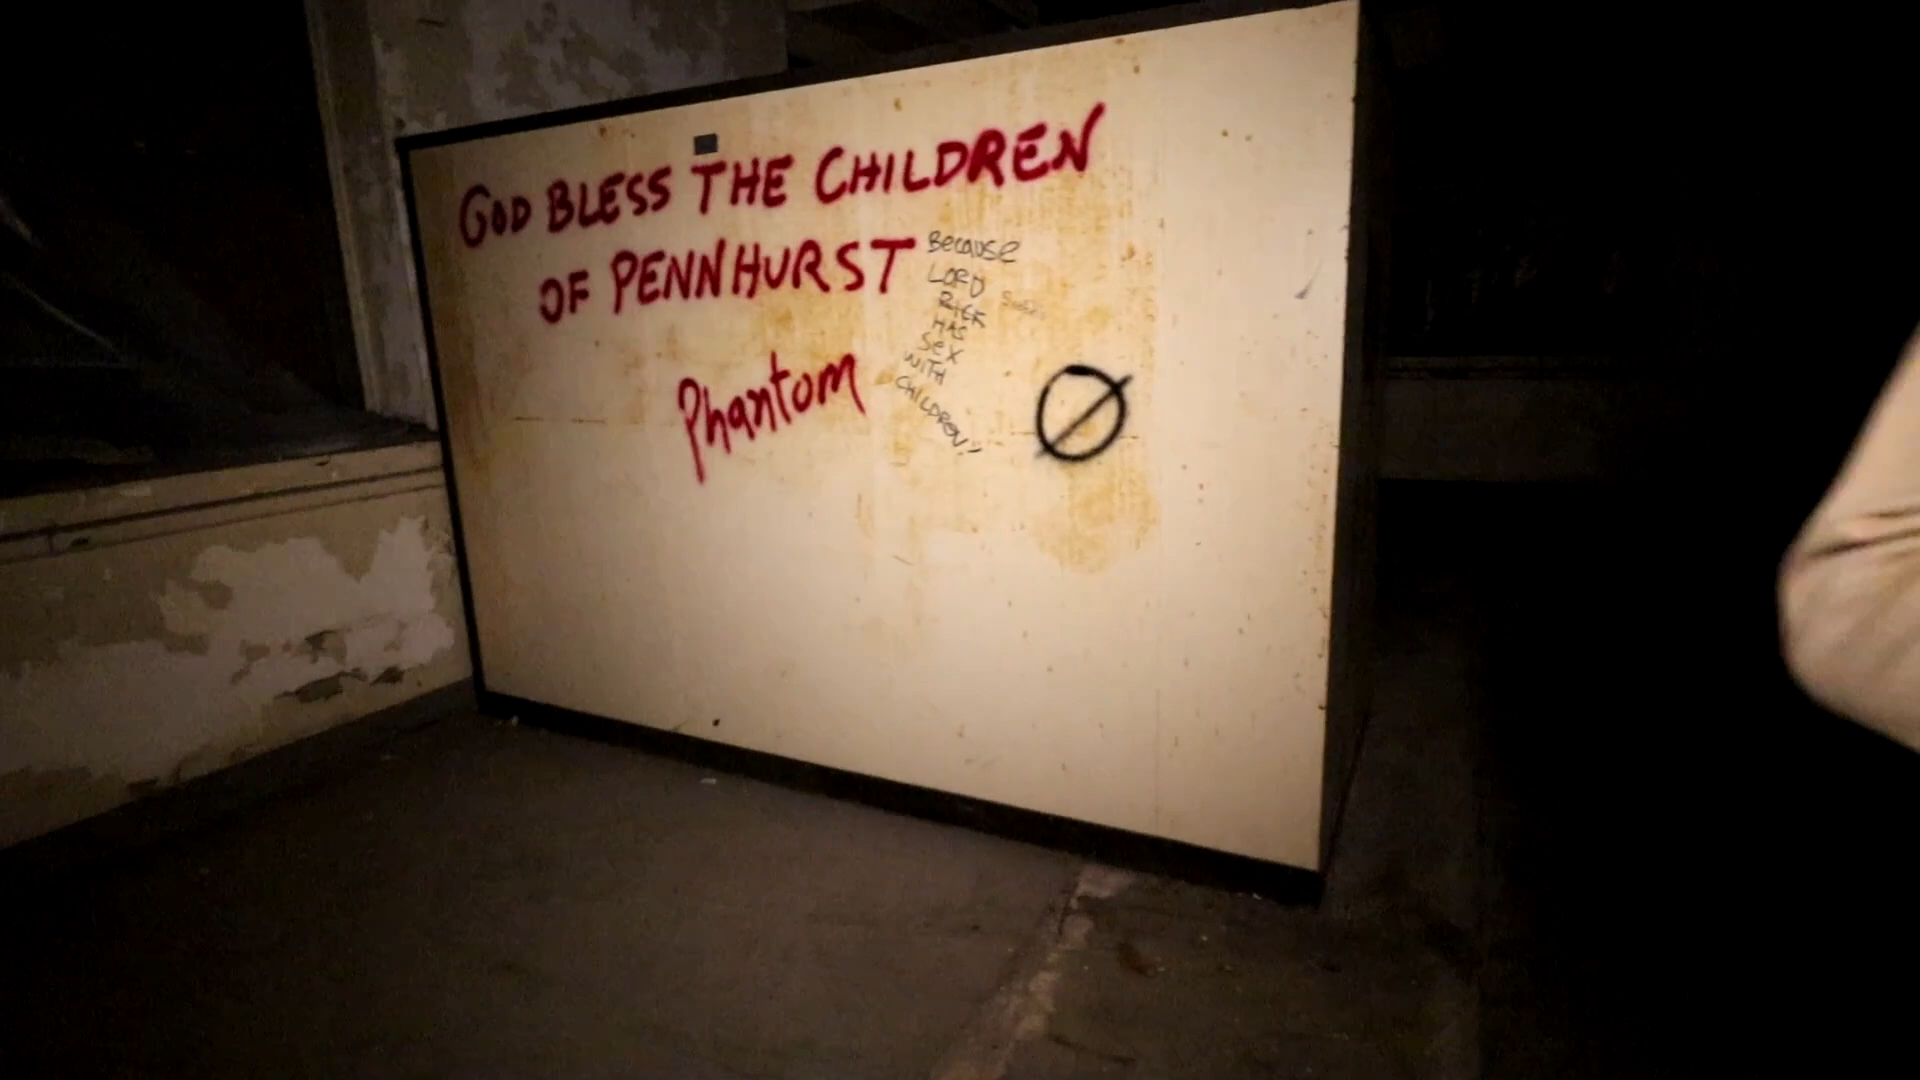 GOD BLESS THE CHILDREN
OF PENNHURST
Phantom
Because
LORD
RICK
HAS
SEX
WITH
CHILDREN!!